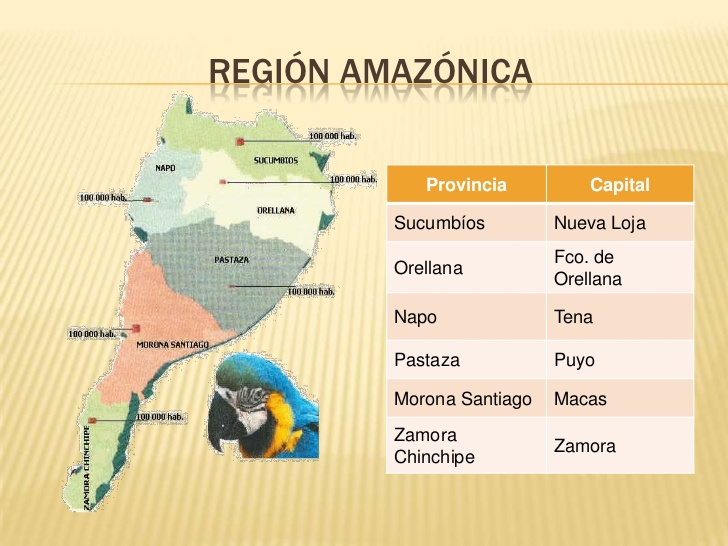 REGIÓN AMAZÓNICA
100 000 hab.
SUCUMBIOS
NAPO
100 000 hab.
100 000 hab.
ORELLANA
PASTAZA
100 000 hab.
100 000 hab.
MORONA SANTIAGO
100 000 hab.
ZAMORA CHINCHIPE
Provincia Capital
Sucumbíos Nueva Loja
Orellana Fco. de
Orellana
Napo Tena
Pastaza Puyo
Morona Santiago Macas
Zamora
Chinchipe Zamora